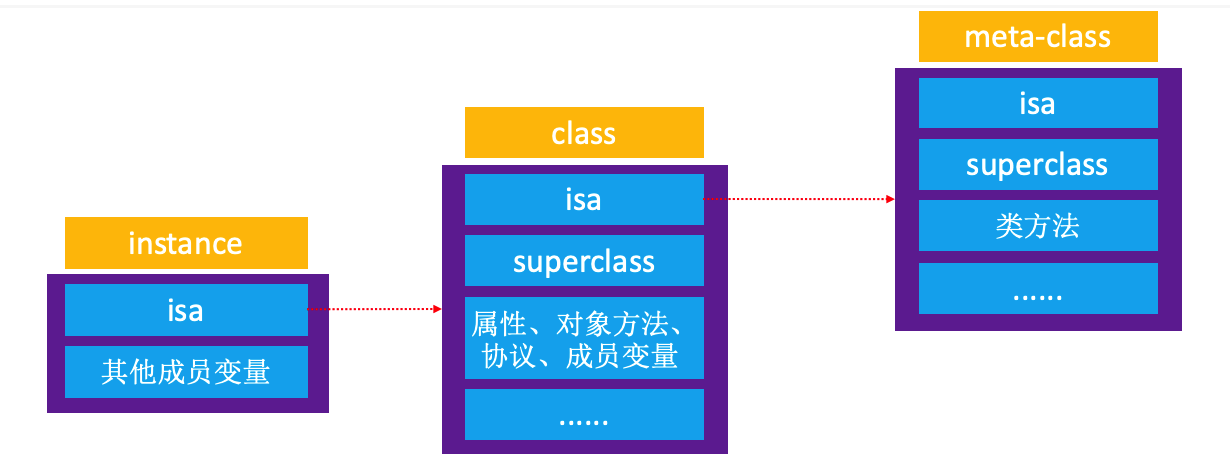 instance
isa
其他成员变量
class
isa
superclass
属性、对象方法、
协议、成员变量
......
meta-class
isa
superclass
类方法
......